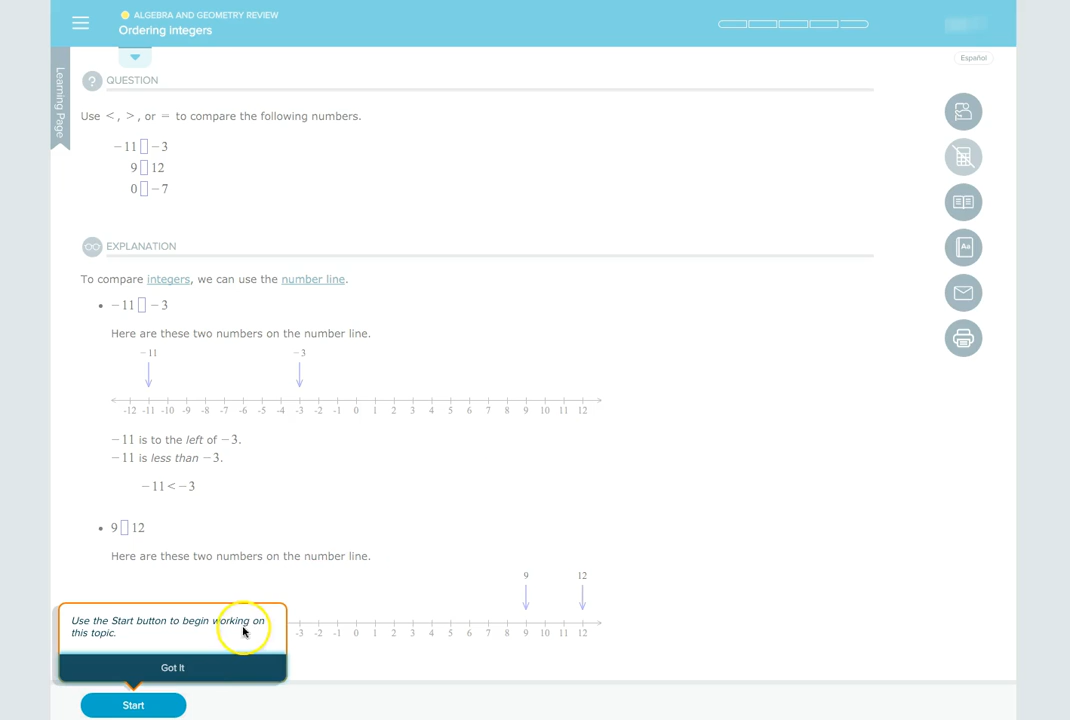 ALGEBRA AND GEOMETRY REVIEW
Ordering integers
Español
Learning Page
? QUESTION
Use <, >, or = to compare the following numbers.
−11 □ −3
9 □ 12
0 □ −7
EXPLANATION
To compare integers, we can use the number line.
• −11 □ −3
Here are these two numbers on the number line.
−11 −3
-12 -11 -10 -9 -8 -7 -6 -5 -4 -3 -2 -1 0 1 2 3 4 5 6 7 8 9 10 11 12
−11 is to the left of −3.
−11 is less than −3.
−11 < −3
• 9 □ 12
Here are these two numbers on the number line.
9 12
-3 -2 -1 0 1 2 3 4 5 6 7 8 9 10 11 12
Use the Start button to begin working on
this topic.
Got It
Start
Aa